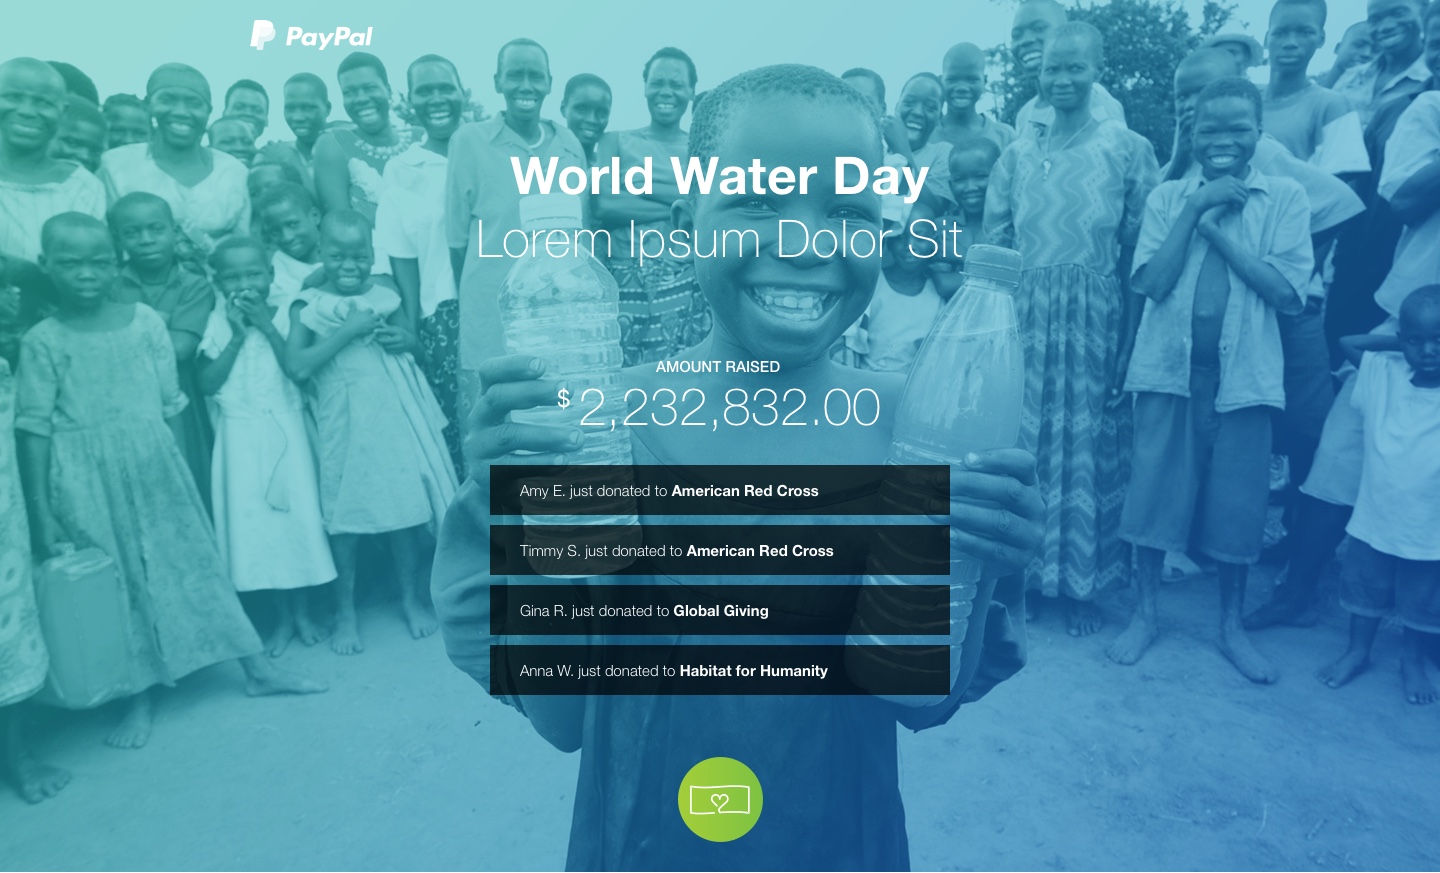 PayPal
World Water Day
Lorem Ipsum Dolor Sit
AMOUNT RAISED
$2,232,832.00
Amy E. just donated to American Red Cross
Timmy S. just donated to American Red Cross
Gina R. just donated to Global Giving
Anna W. just donated to Habitat for Humanity